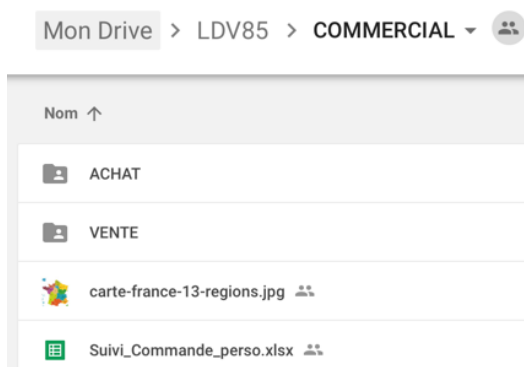 Mon Drive > LDV85 > COMMERCIAL
Nom ↑
ACHAT
VENTE
carte-france-13-regions.jpg
Suivi_Commande_perso.xlsx